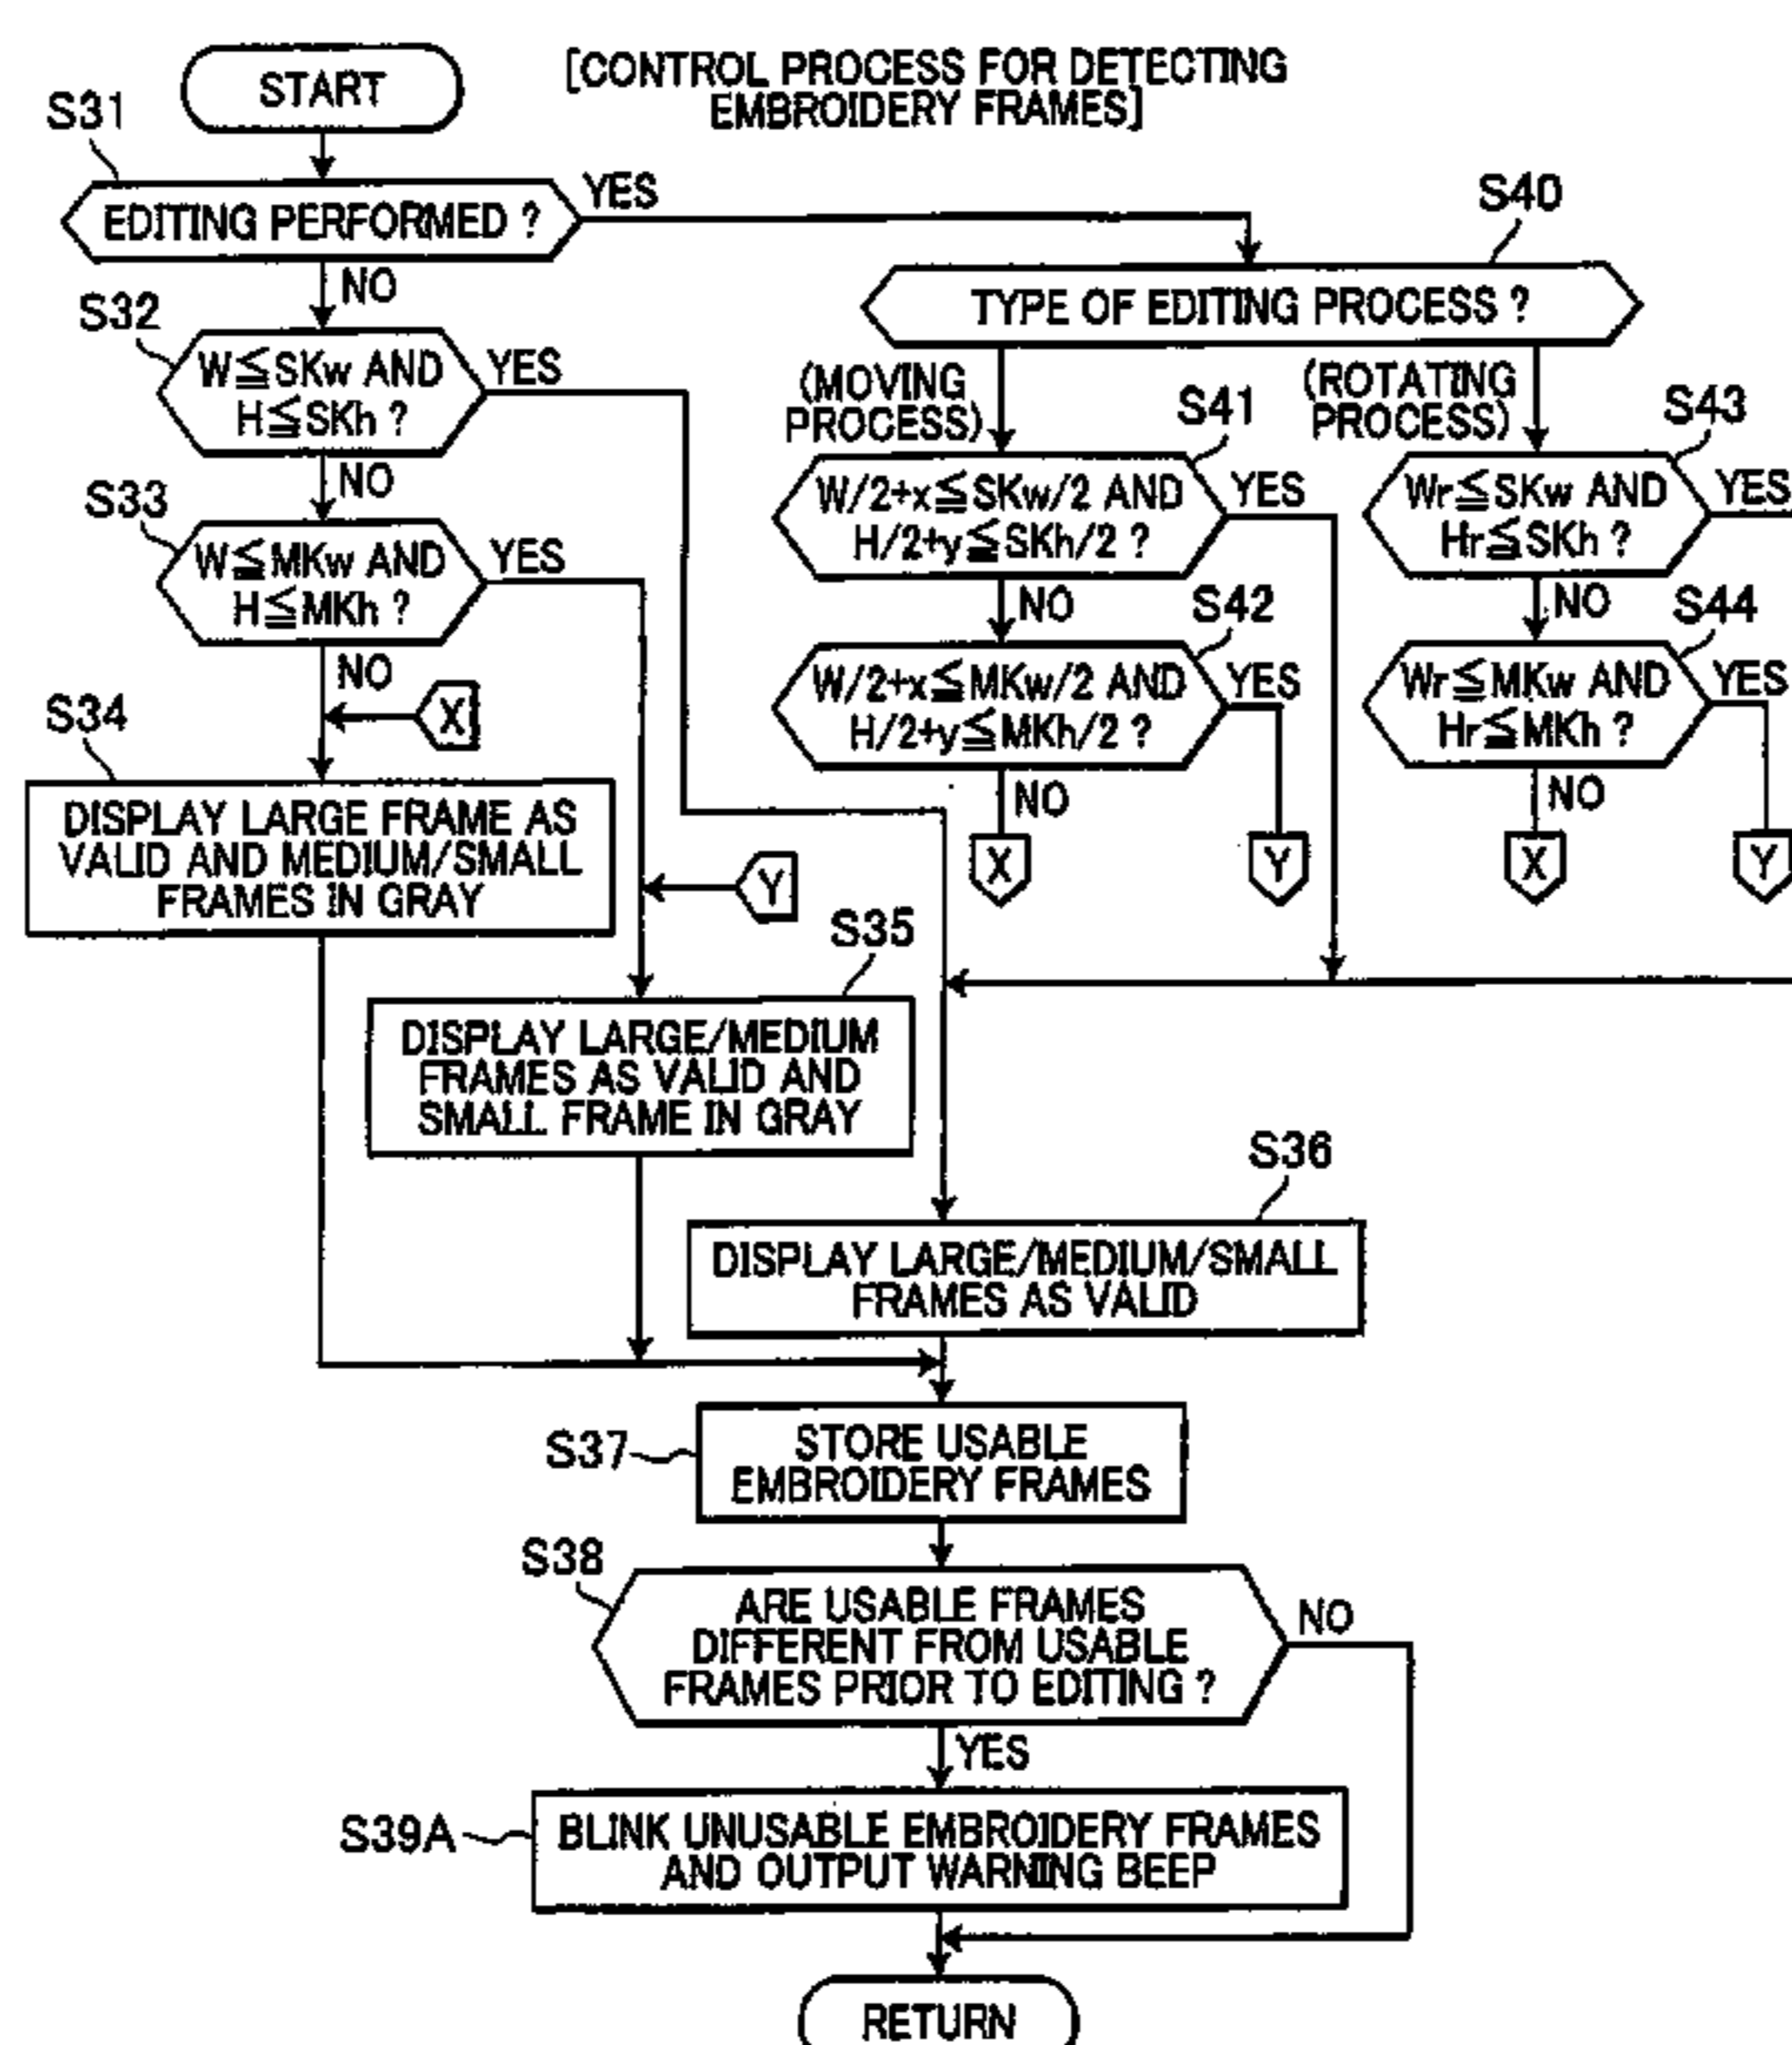 START
[CONTROL PROCESS FOR DETECTING
EMBROIDERY FRAMES]
S31
EDITING PERFORMED ?
YES
NO
S40
TYPE OF EDITING PROCESS ?
S32
W≦SKw AND
H≦SKh ?
YES
NO
(MOVING
PROCESS)
S41
W/2+x≦SKw/2 AND
H/2+y≦SKh/2 ?
YES
NO
(ROTATING
PROCESS)
S43
Wr≦SKw AND
Hr≦SKh ?
YES
NO
S33
W≦MKw AND
H≦MKh ?
YES
NO
S42
W/2+x≦MKw/2 AND
H/2+y≦MKh/2 ?
YES
NO
S44
Wr≦MKw AND
Hr≦MKh ?
YES
NO
X
S34
DISPLAY LARGE FRAME AS
VALID AND MEDIUM/SMALL
FRAMES IN GRAY
X
Y
X
Y
Y
S35
DISPLAY LARGE/MEDIUM
FRAMES AS VALID AND
SMALL FRAME IN GRAY
S36
DISPLAY LARGE/MEDIUM/SMALL
FRAMES AS VALID
S37
STORE USABLE
EMBROIDERY FRAMES
S38
ARE USABLE FRAMES
DIFFERENT FROM USABLE
FRAMES PRIOR TO EDITING ?
NO
YES
S39A
BLINK UNUSABLE EMBROIDERY FRAMES
AND OUTPUT WARNING BEEP
RETURN